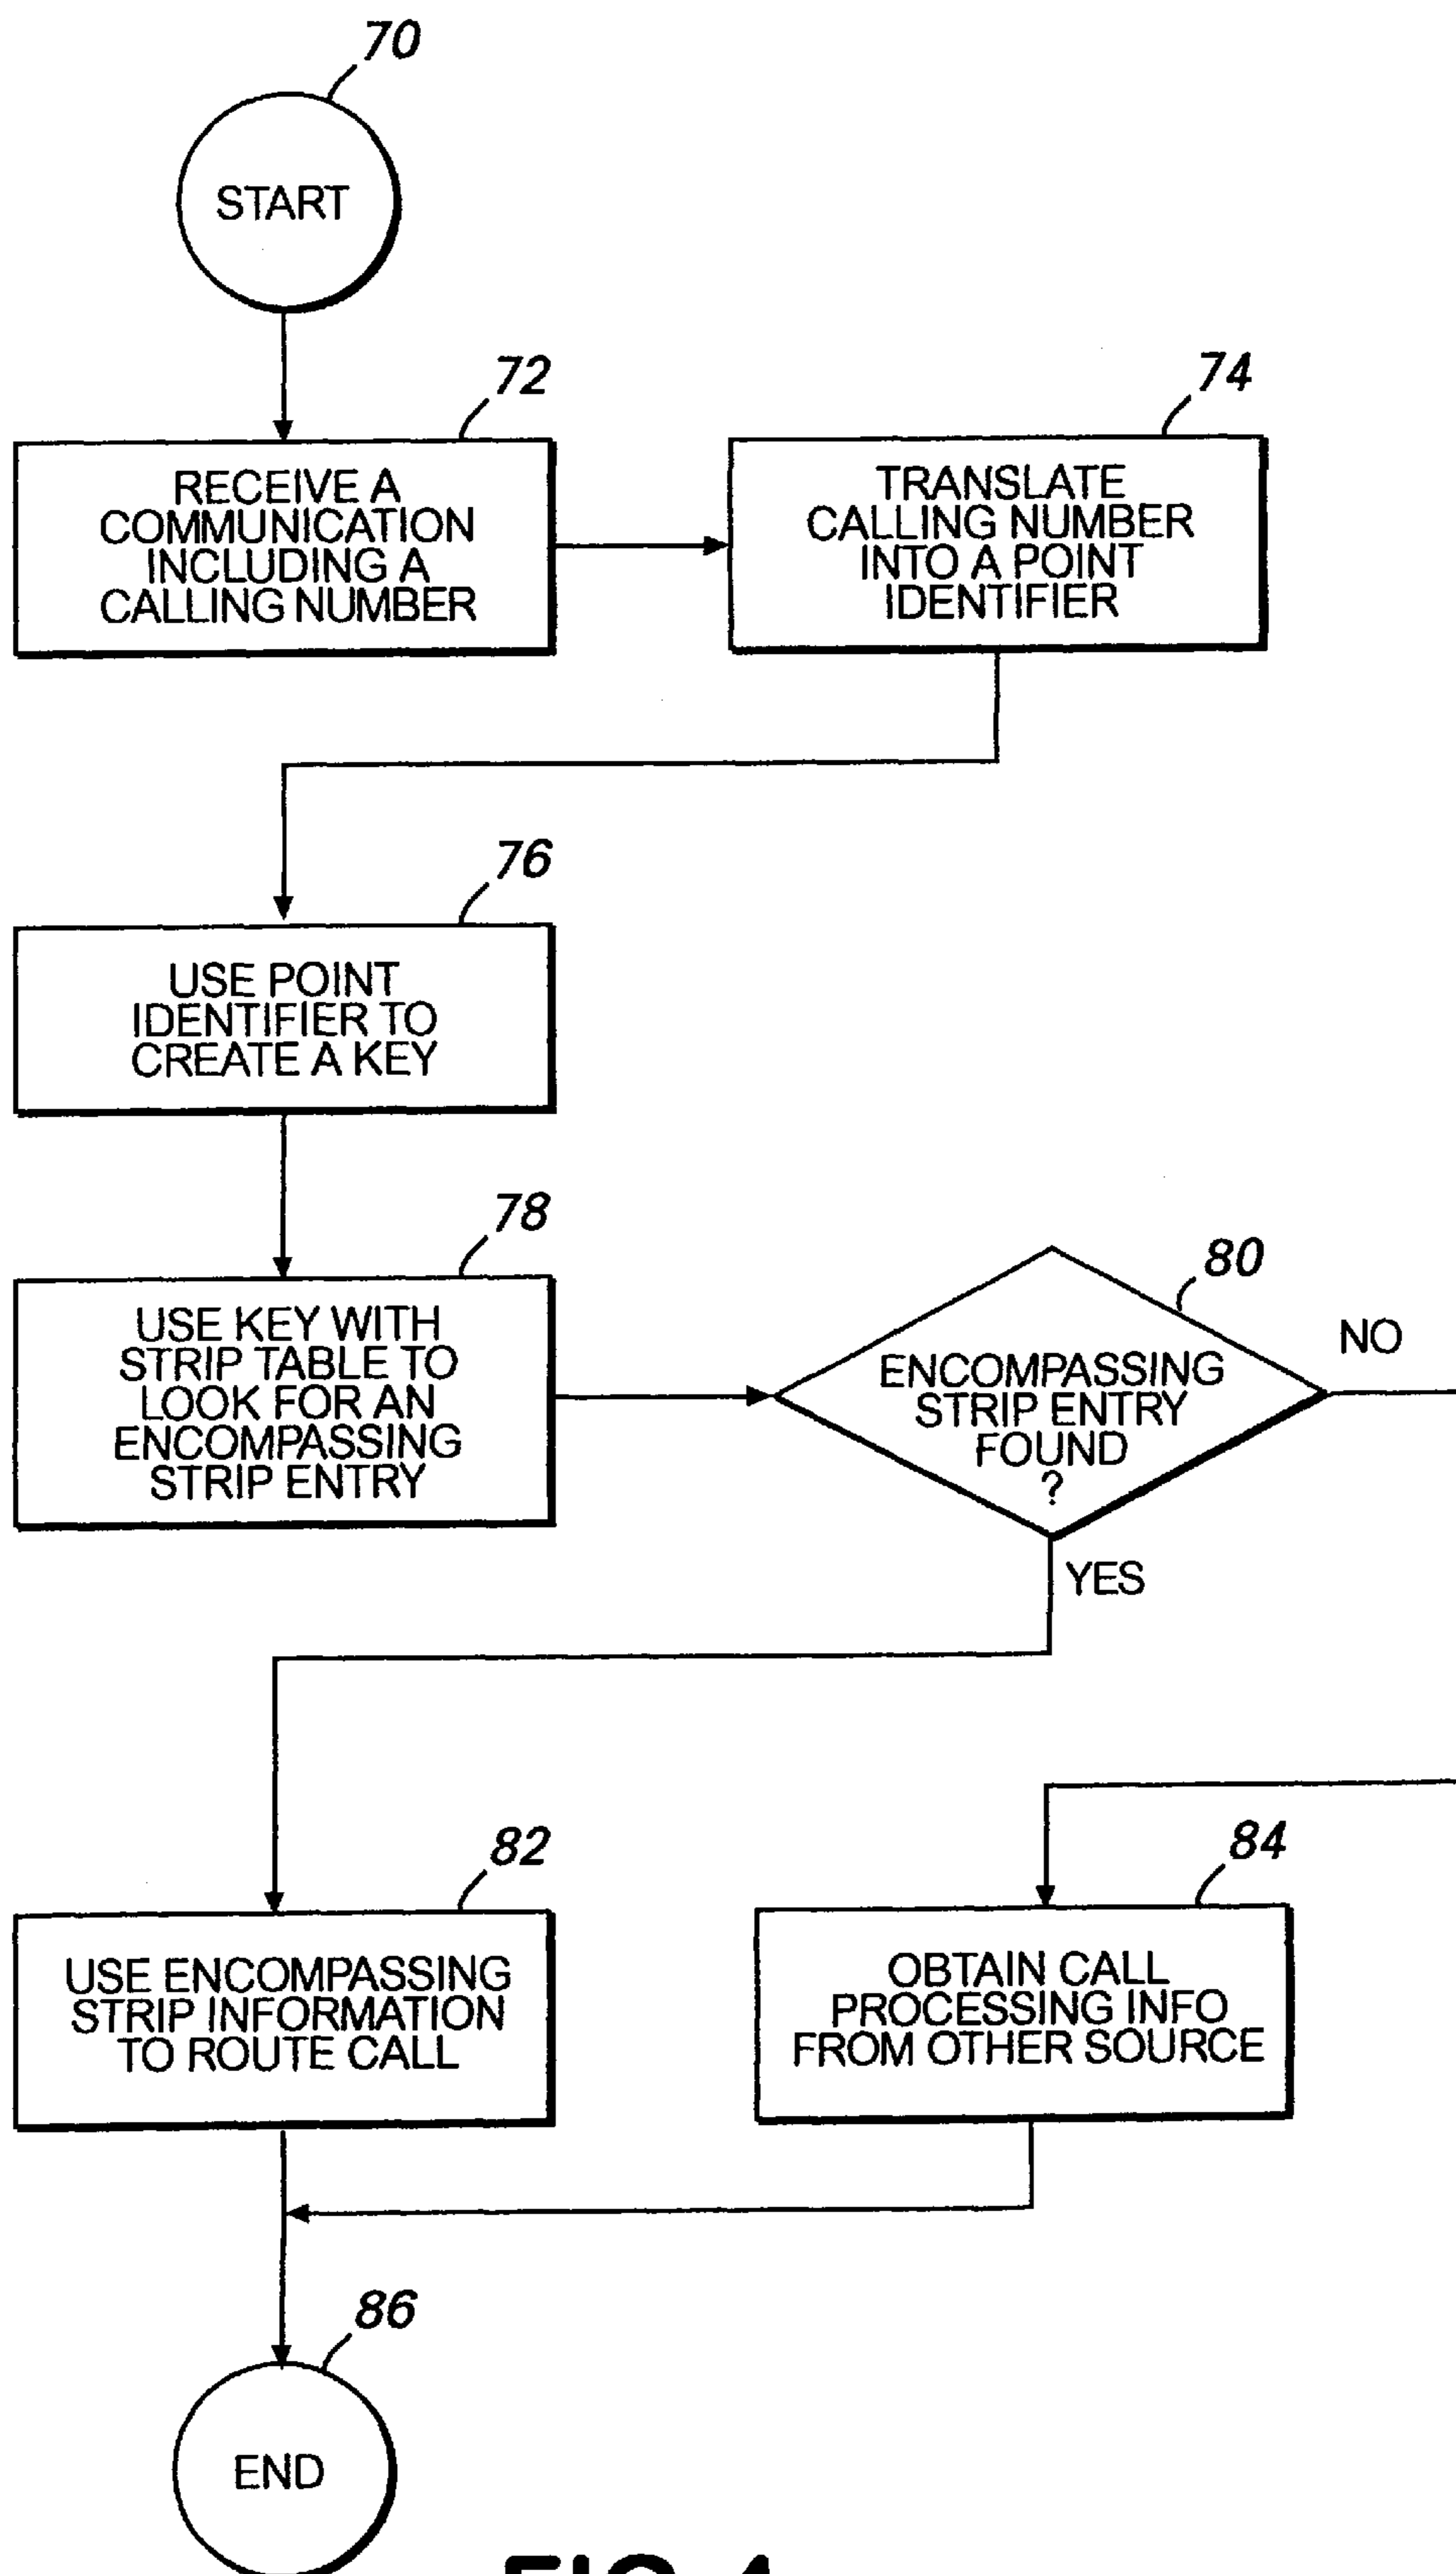 70
START
72
RECEIVE A
COMMUNICATION
INCLUDING A
CALLING NUMBER
74
TRANSLATE
CALLING NUMBER
INTO A POINT
IDENTIFIER
76
USE POINT
IDENTIFIER TO
CREATE A KEY
78
USE KEY WITH
STRIP TABLE TO
LOOK FOR AN
ENCOMPASSING
STRIP ENTRY
80
ENCOMPASSING
STRIP ENTRY
FOUND
?
NO
YES
82
USE ENCOMPASSING
STRIP INFORMATION
TO ROUTE CALL
84
OBTAIN CALL
PROCESSING INFO
FROM OTHER SOURCE
86
END